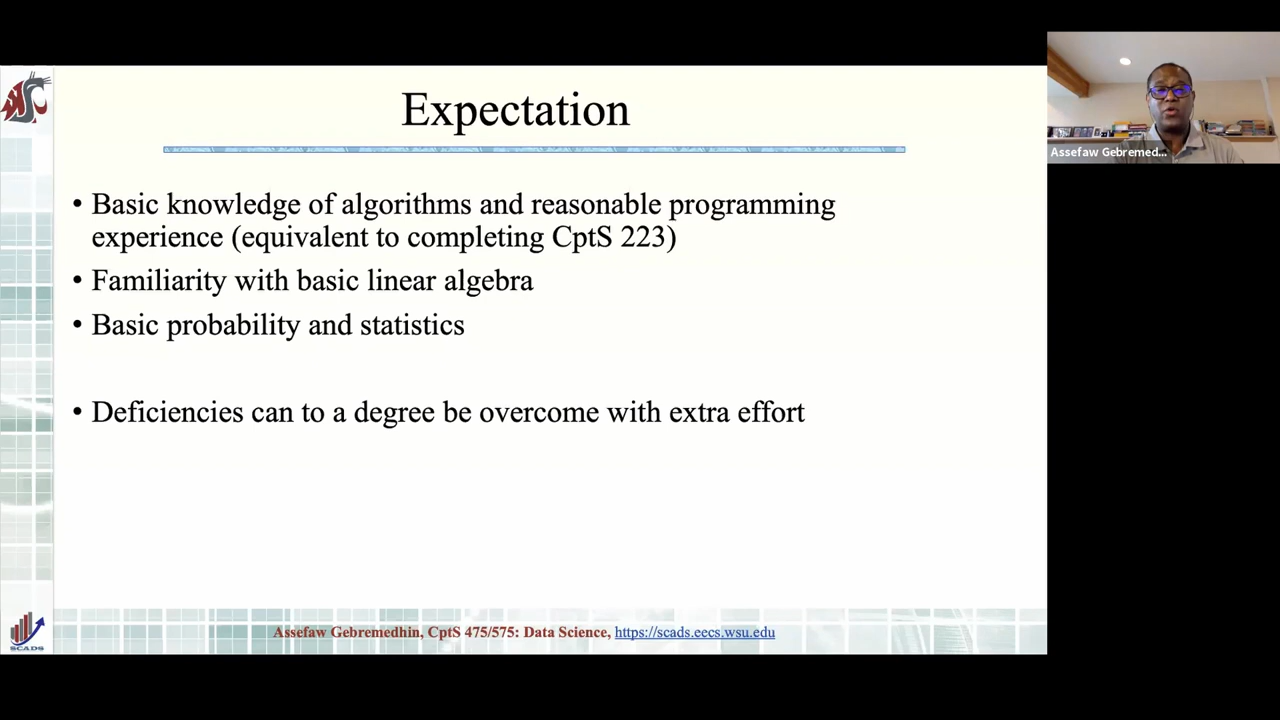 Expectation
• Basic knowledge of algorithms and reasonable programming
experience (equivalent to completing CptS 223)
• Familiarity with basic linear algebra
• Basic probability and statistics
• Deficiencies can to a degree be overcome with extra effort
Assefaw Gebremedhin, CptS 475/575: Data Science, https://scads.eecs.wsu.edu
SCADS
Assefaw Gebremed...